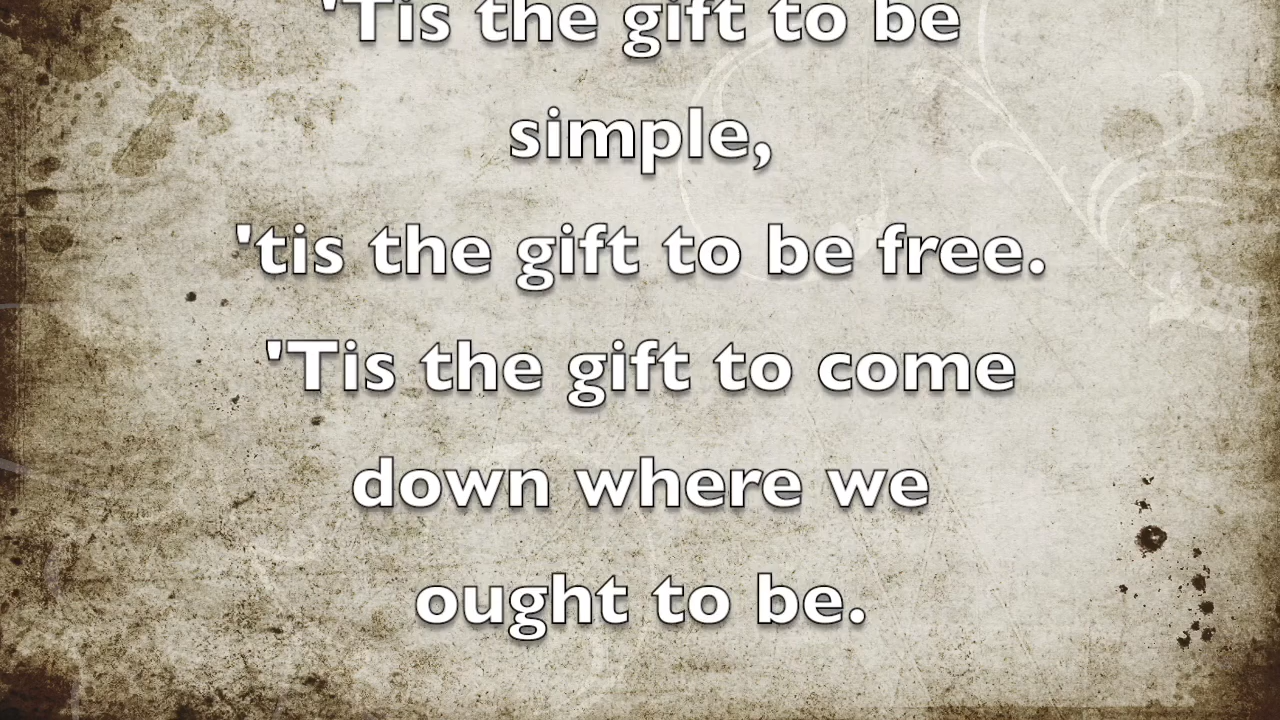 'Tis the gift to be
simple,
'tis the gift to be free.
'Tis the gift to come
down where we
ought to be.